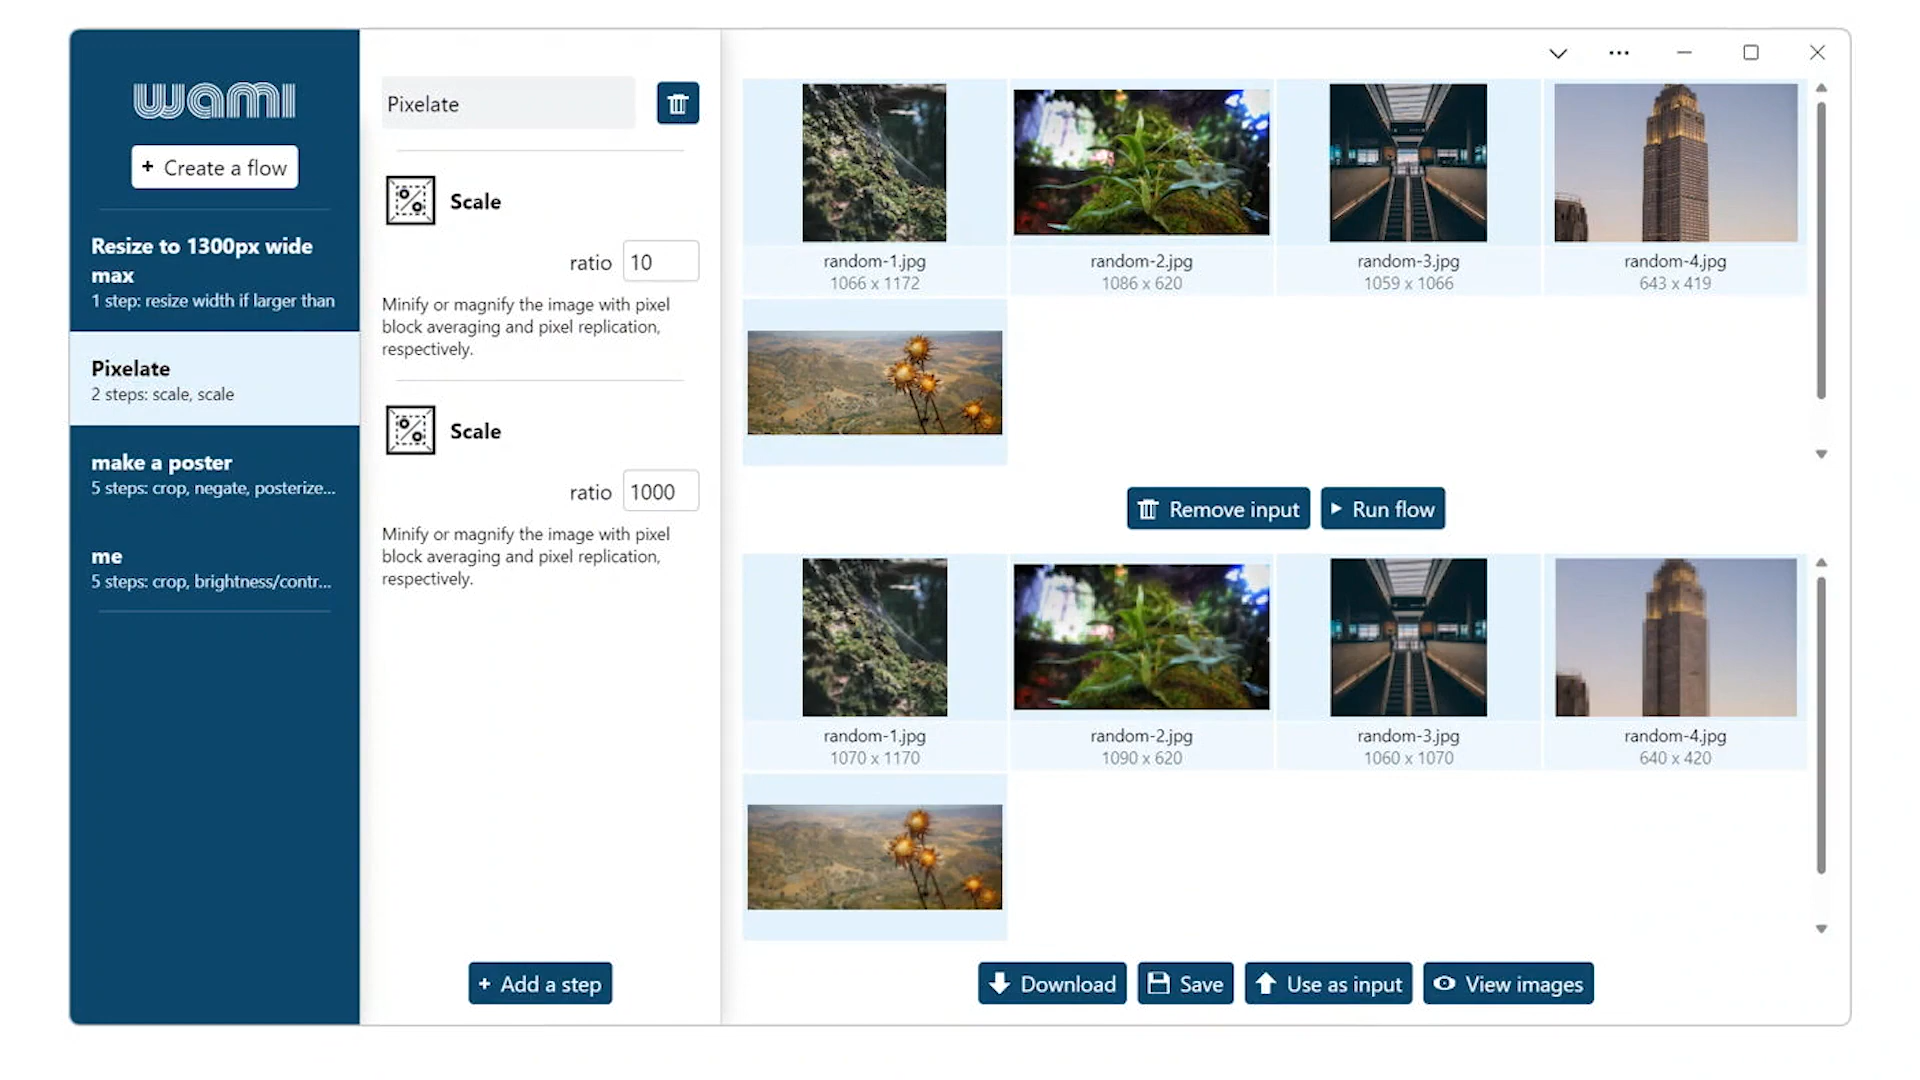 wami
+ Create a flow
Resize to 1300px wide
max
1 step: resize width if larger than
Pixelate
2 steps: scale, scale
make a poster
5 steps: crop, negate, posterize...
me
5 steps: crop, brightness/contr...
Pixelate
Scale
ratio 10
Minify or magnify the image with pixel
block averaging and pixel replication,
respectively.
Scale
ratio 1000
Minify or magnify the image with pixel
block averaging and pixel replication,
respectively.
+ Add a step
random-1.jpg
1066 x 1172
random-2.jpg
1086 x 620
random-3.jpg
1059 x 1066
random-4.jpg
643 x 419
Remove input
Run flow
random-1.jpg
1070 x 1170
random-2.jpg
1090 x 620
random-3.jpg
1060 x 1070
random-4.jpg
640 x 420
Download
Save
Use as input
View images